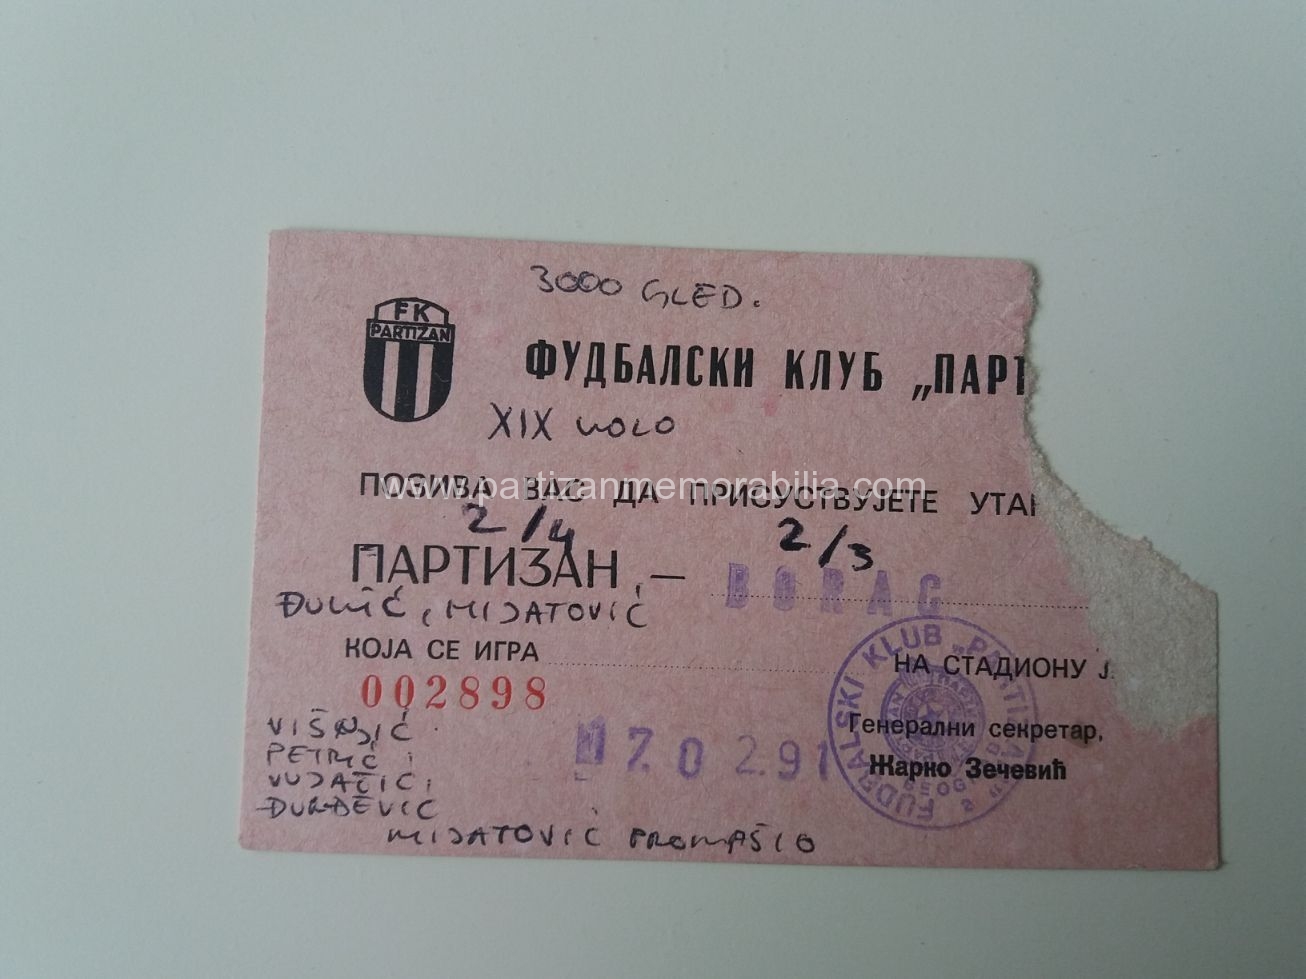 3000 GLED.
FK
PARTIZAN
ФУДБАЛСКИ КЛУБ „ПАРТ
XIX KOLO
ПОЗИВА ВАС ДА ПРИСУСТВУЈЕТЕ УТАК
www.partizanmemorabilia.com
2/4 2/3
ПАРТИЗАН — BORAC
ĐULIĆ, MIJATOVIĆ
КОЈА СЕ ИГРА НА СТАДИОНУ Ј
002898
VIŠNJIĆ
PETRIĆ i
VUJAČIĆ i
ĐURĐEVIĆ
17.02.91
Генерални секретар,
Жарко Зечевић
FUDBALSKI KLUB „PARTIZAN"
MIJATOVIĆ PROMAŠIO